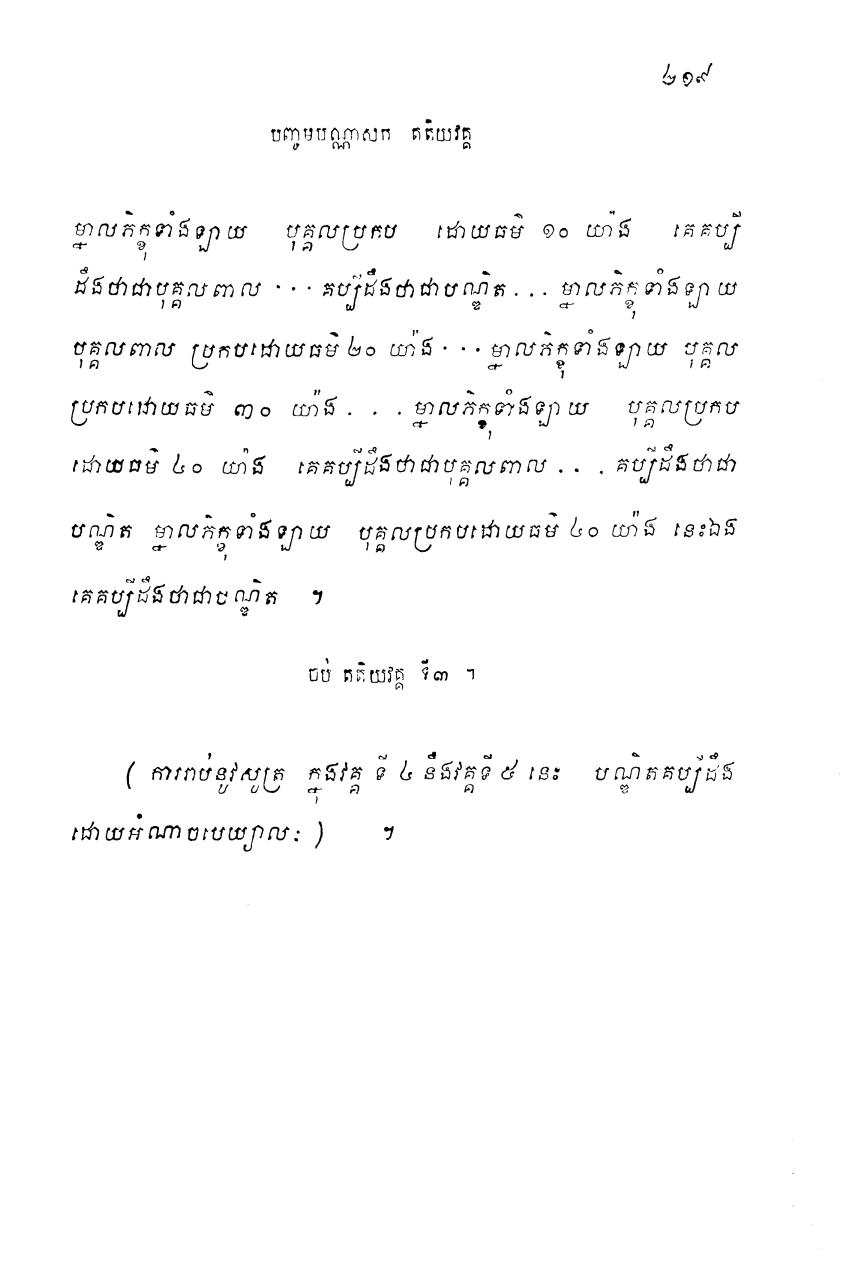 ២១៩
បញ្ចមបណ្ណាសក តតិយវគ្គ
ម្នាលភិក្ខុទាំងឡាយ បុគ្គលប្រកប ដោយធម៌ ១០ យ៉ាង គេគប្បី
ដឹងថាជាបុគ្គលពាល ... គប្បីដឹងថាជាបណ្ឌិត ... ម្នាលភិក្ខុទាំងឡាយ
បុគ្គលពាល ប្រកបដោយធម៌ ២០ យ៉ាង ... ម្នាលភិក្ខុទាំងឡាយ បុគ្គល
ប្រកបដោយធម៌ ៣០ យ៉ាង ... ម្នាលភិក្ខុទាំងឡាយ បុគ្គលប្រកប
ដោយធម៌ ៤០ យ៉ាង គេគប្បីដឹងថាជាបុគ្គលពាល ... គប្បីដឹងថាជា
បណ្ឌិត ម្នាលភិក្ខុទាំងឡាយ បុគ្គលប្រកបដោយធម៌ ៤០ យ៉ាង នេះឯង
គេគប្បីដឹងថាជាបណ្ឌិត ។
ចប់ តតិយវគ្គ ទី៣ ។
( ការរាប់នូវសូត្រ ក្នុងវគ្គ ទី ៤ នឹងវគ្គទី ៥ នេះ បណ្ឌិតគប្បីដឹង
ដោយអំណាចបេយ្យាលៈ ) ។